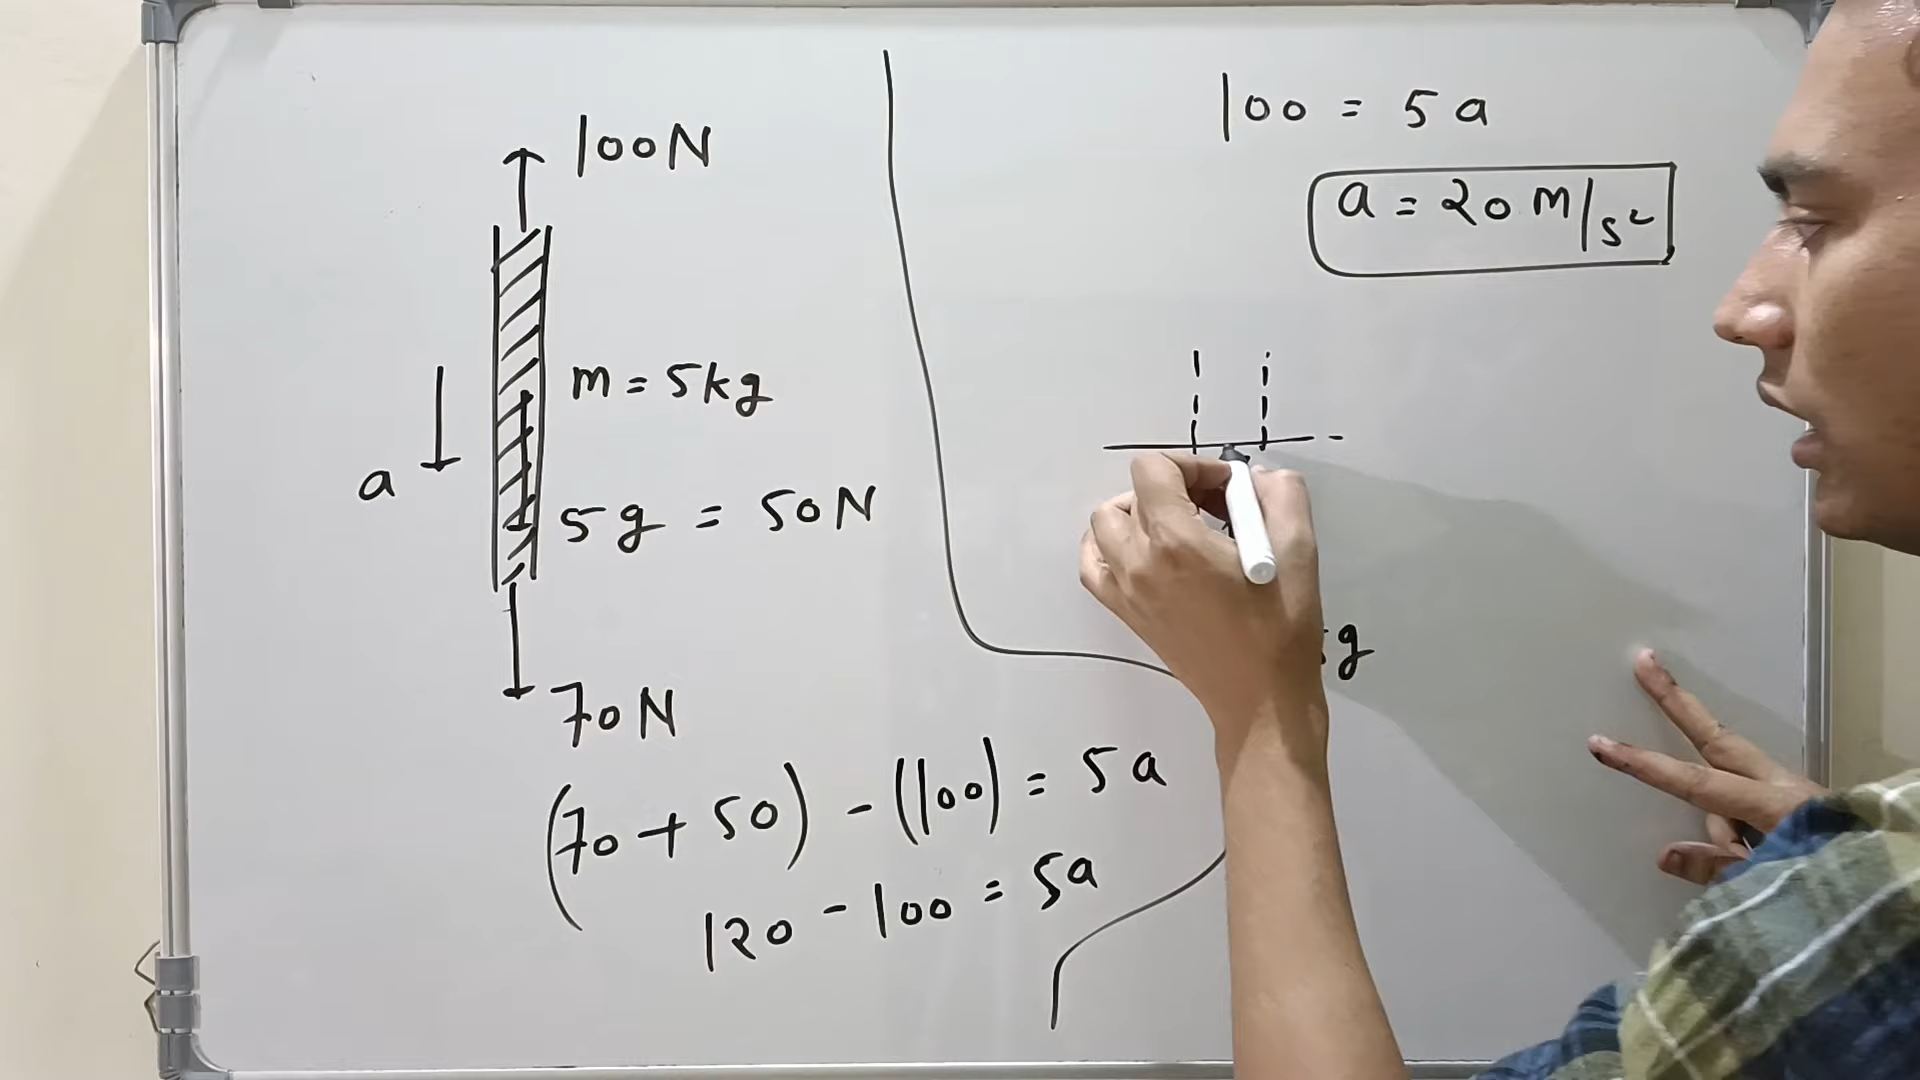 100N
m = 5kg
a
5g = 50N
70N
(70 + 50) - (100) = 5a
120 - 100 = 5a
100 = 5a
a = 20 m/s²
g